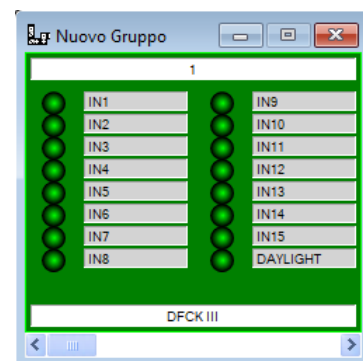 Nuovo Gruppo
1
IN1
IN2
IN3
IN4
IN5
IN6
IN7
IN8
IN9
IN10
IN11
IN12
IN13
IN14
IN15
DAYLIGHT
DFCK III